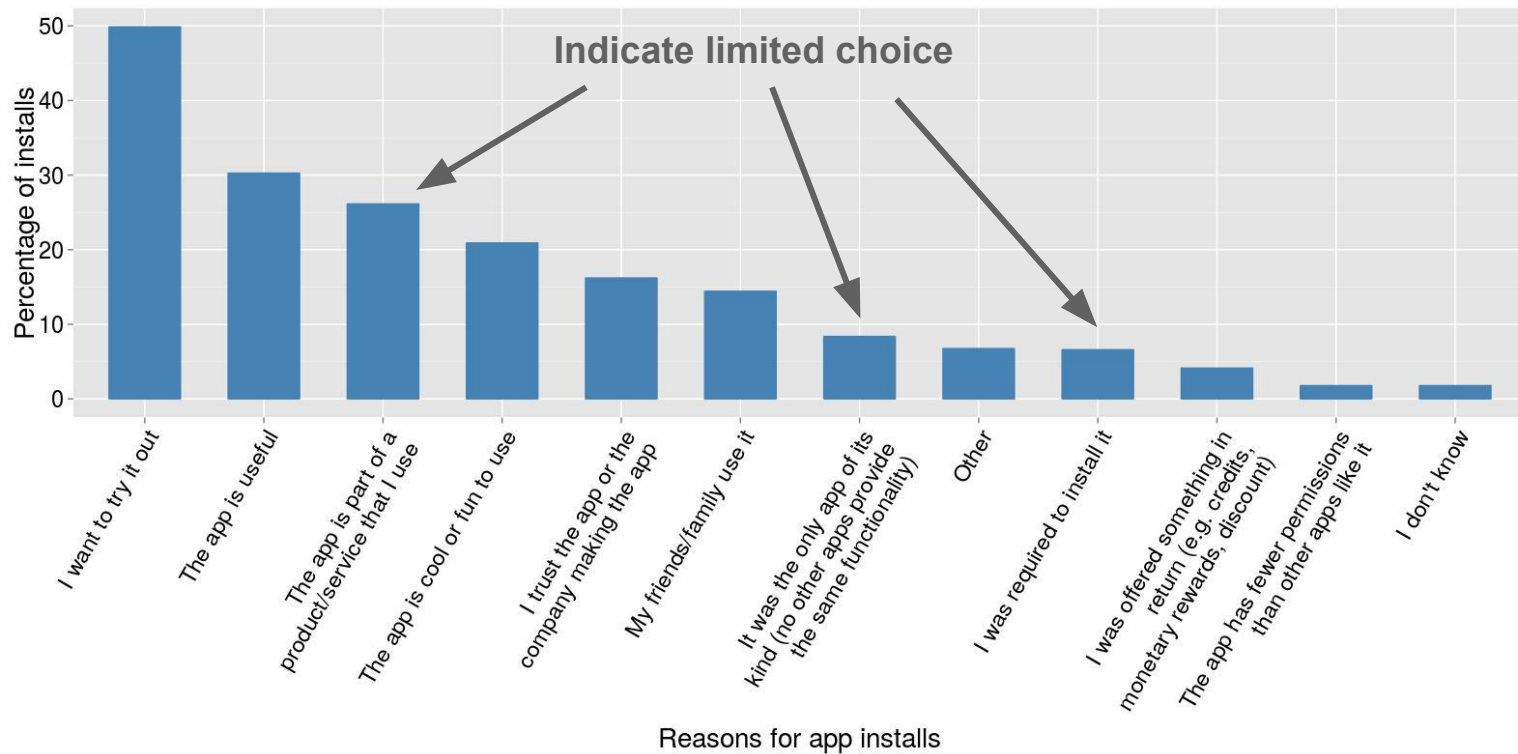 Indicate limited choice
Percentage of installs
50
40
30
20
10
0
I want to try it out
The app is useful
The app is part of a
product/service that I use
The app is cool or fun to use
I trust the app or the
company making the app
My friends/family use it
It was the only app of its
kind (no other apps provide
the same functionality)
Other
I was required to install it
I was offered something in
return (e.g. credits,
monetary rewards, discount)
The app has fewer permissions
than other apps like it
I don't know
Reasons for app installs